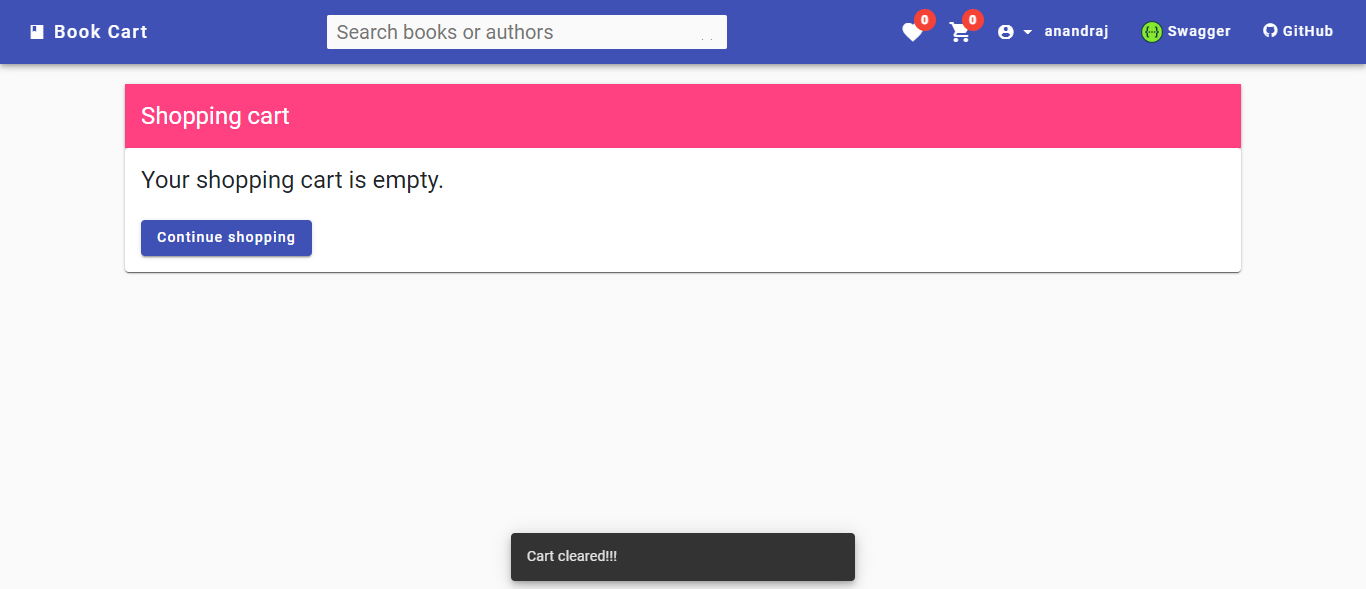 Book Cart
Search books or authors
0
0
anandraj
{...}
Swagger
GitHub
Shopping cart
Your shopping cart is empty.
Continue shopping
Cart cleared!!!